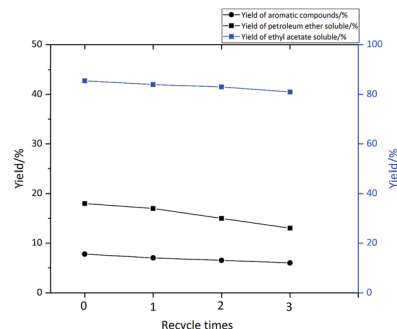 Yield of aromatic compounds/%
Yield of petroleum ether soluble/%
Yield of ethyl acetate soluble/%
50
40
30
20
10
0
100
80
60
40
20
0
Yield/%
Yield/%
0 1 2 3
Recycle times